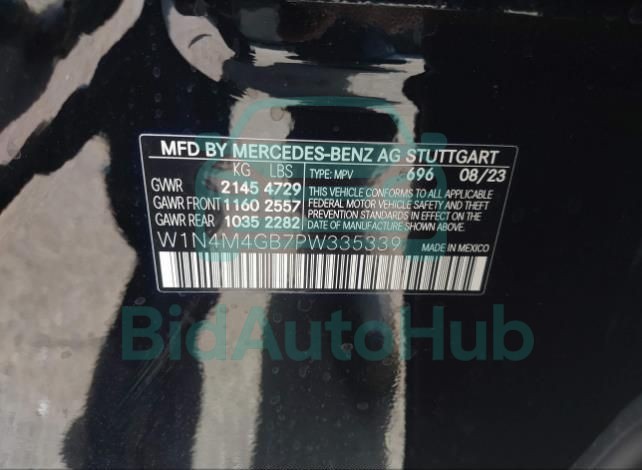 MFD BY MERCEDES-BENZ AG STUTTGART
KG LBS TYPE: MPV 696 08/23
GVWR 2145 4729 THIS VEHICLE CONFORMS TO ALL APPLICABLE
GAWR FRONT 1160 2557 FEDERAL MOTOR VEHICLE SAFETY AND THEFT
GAWR REAR 1035 2282 PREVENTION STANDARDS IN EFFECT ON THE DATE OF MANUFACTURE SHOWN ABOVE.
W1N4M4GB7PW335339 MADE IN MEXICO
BidAutoHub